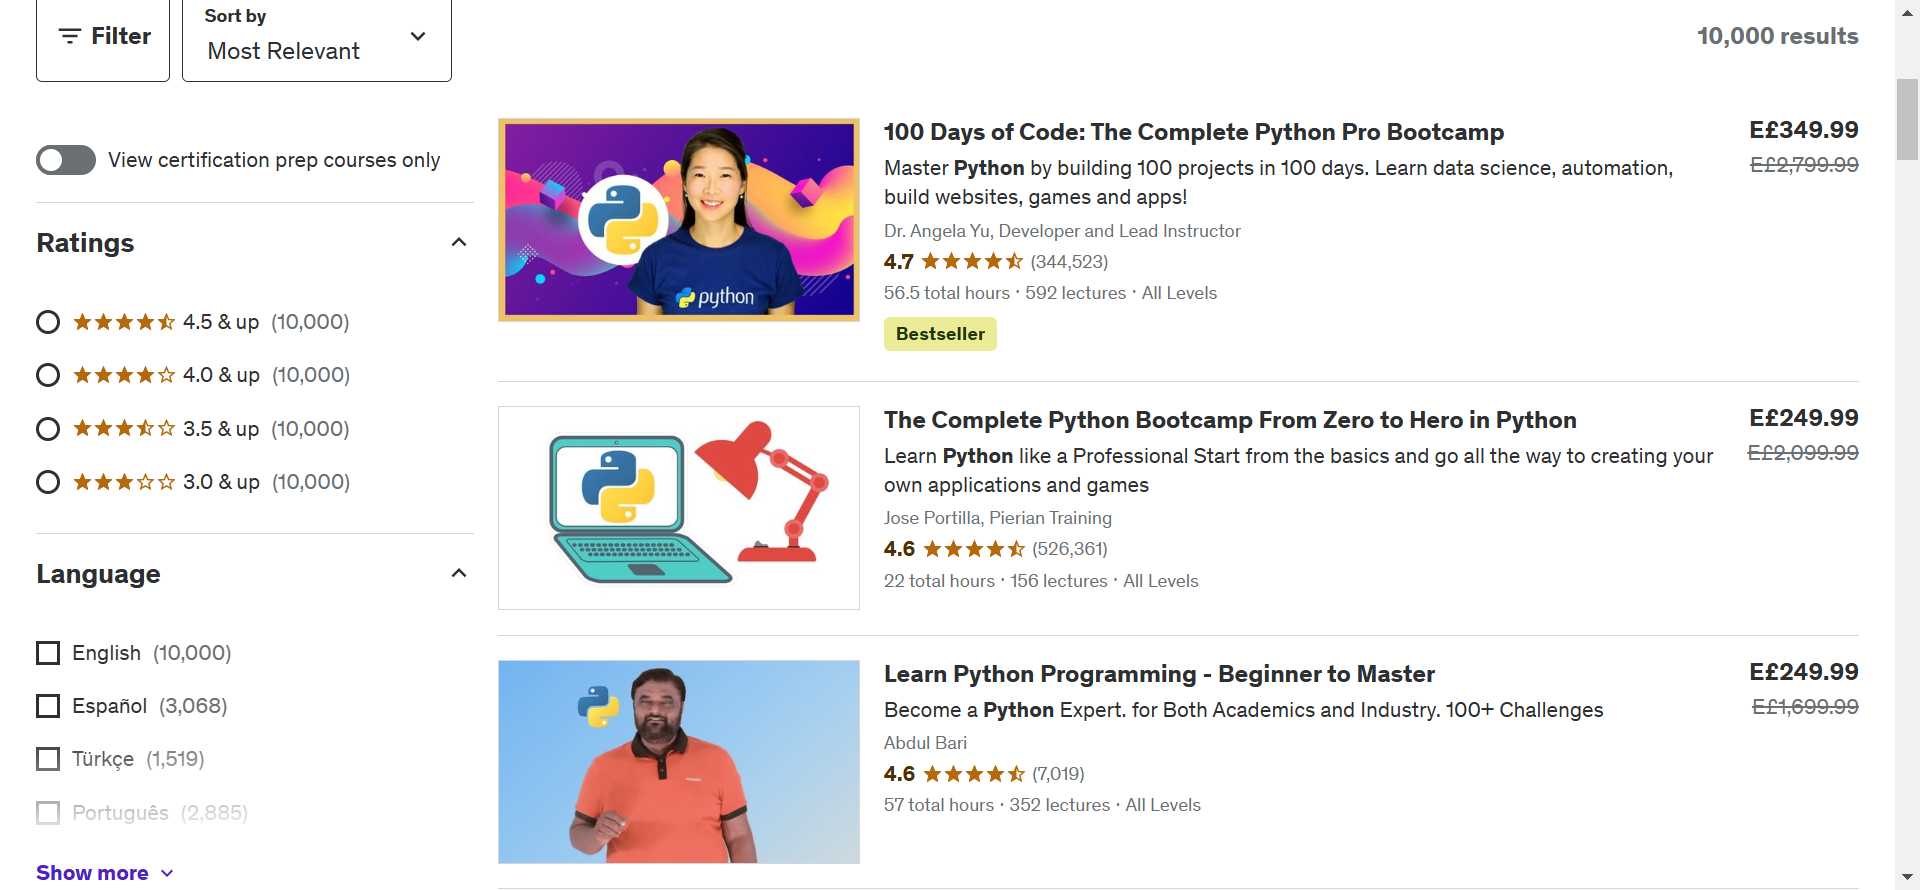 Filter
Sort by
Most Relevant
10,000 results
View certification prep courses only
Ratings
4.5 & up (10,000)
4.0 & up (10,000)
3.5 & up (10,000)
3.0 & up (10,000)
Language
English (10,000)
Español (3,068)
Türkçe (1,519)
Português (2,885)
Show more
python
100 Days of Code: The Complete Python Pro Bootcamp
E£349.99
Master Python by building 100 projects in 100 days. Learn data science, automation,
E£2,799.99
build websites, games and apps!
Dr. Angela Yu, Developer and Lead Instructor
4.7 (344,523)
56.5 total hours · 592 lectures · All Levels
Bestseller
The Complete Python Bootcamp From Zero to Hero in Python
E£249.99
Learn Python like a Professional Start from the basics and go all the way to creating your
E£2,099.99
own applications and games
Jose Portilla, Pierian Training
4.6 (526,361)
22 total hours · 156 lectures · All Levels
Learn Python Programming - Beginner to Master
E£249.99
Become a Python Expert. for Both Academics and Industry. 100+ Challenges
E£1,699.99
Abdul Bari
4.6 (7,019)
57 total hours · 352 lectures · All Levels